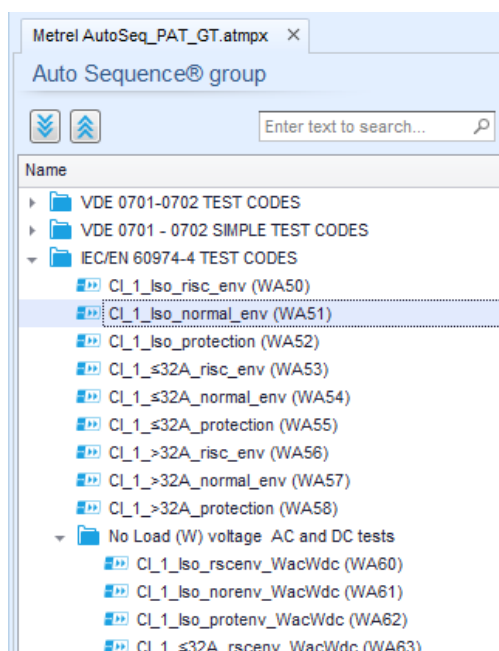 Metrel AutoSeq_PAT_GT.atmpx ×
Auto Sequence® group
Enter text to search...
Name
VDE 0701-0702 TEST CODES
VDE 0701 - 0702 SIMPLE TEST CODES
IEC/EN 60974-4 TEST CODES
Cl_1_Iso_risc_env (WA50)
Cl_1_Iso_normal_env (WA51)
Cl_1_Iso_protection (WA52)
Cl_1_≤32A_risc_env (WA53)
Cl_1_≤32A_normal_env (WA54)
Cl_1_≤32A_protection (WA55)
Cl_1_>32A_risc_env (WA56)
Cl_1_>32A_normal_env (WA57)
Cl_1_>32A_protection (WA58)
No Load (W) voltage AC and DC tests
Cl_1_Iso_rscenv_WacWdc (WA60)
Cl_1_Iso_norenv_WacWdc (WA61)
Cl_1_Iso_protenv_WacWdc (WA62)
Cl_1_≤32A_rscenv_WacWdc (WA63)